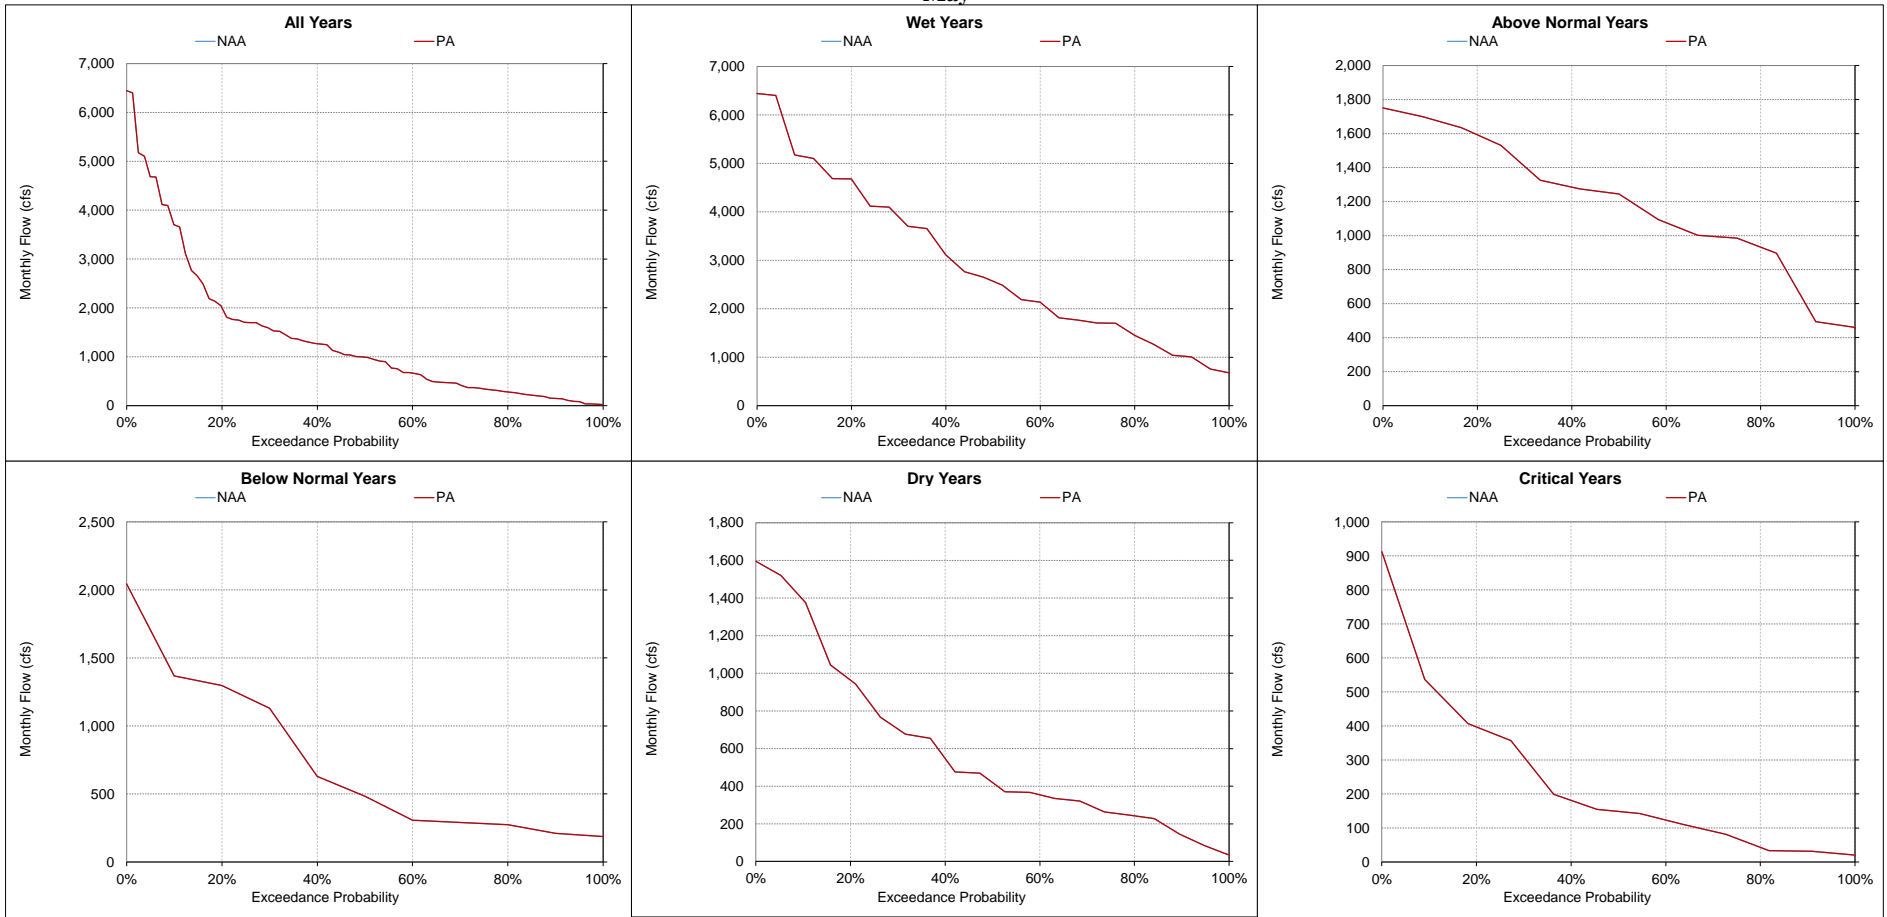 May
All Years
NAA PA
7,000
6,000
5,000
4,000
3,000
2,000
1,000
0
Monthly Flow (cfs)
0% 20% 40% 60% 80% 100%
Exceedance Probability
Wet Years
NAA PA
7,000
6,000
5,000
4,000
3,000
2,000
1,000
0
Monthly Flow (cfs)
0% 20% 40% 60% 80% 100%
Exceedance Probability
Above Normal Years
NAA PA
2,000
1,800
1,600
1,400
1,200
1,000
800
600
400
200
0
Monthly Flow (cfs)
0% 20% 40% 60% 80% 100%
Exceedance Probability
Below Normal Years
NAA PA
2,500
2,000
1,500
1,000
500
0
Monthly Flow (cfs)
0% 20% 40% 60% 80% 100%
Exceedance Probability
Dry Years
NAA PA
1,800
1,600
1,400
1,200
1,000
800
600
400
200
0
Monthly Flow (cfs)
0% 20% 40% 60% 80% 100%
Exceedance Probability
Critical Years
NAA PA
1,000
900
800
700
600
500
400
300
200
100
0
Monthly Flow (cfs)
0% 20% 40% 60% 80% 100%
Exceedance Probability